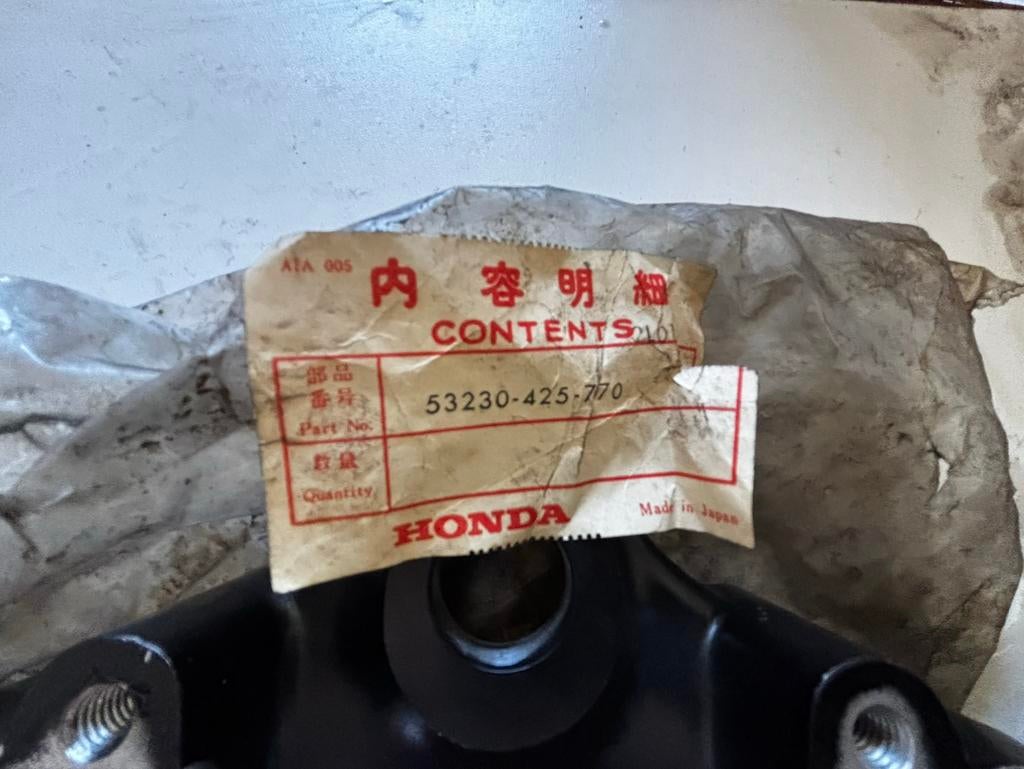 AIA 005
内容明細
CONTENTS
2101
部品
番号
Part No.
53230-425-770
数量
Quantity
HONDA
Made in Japan